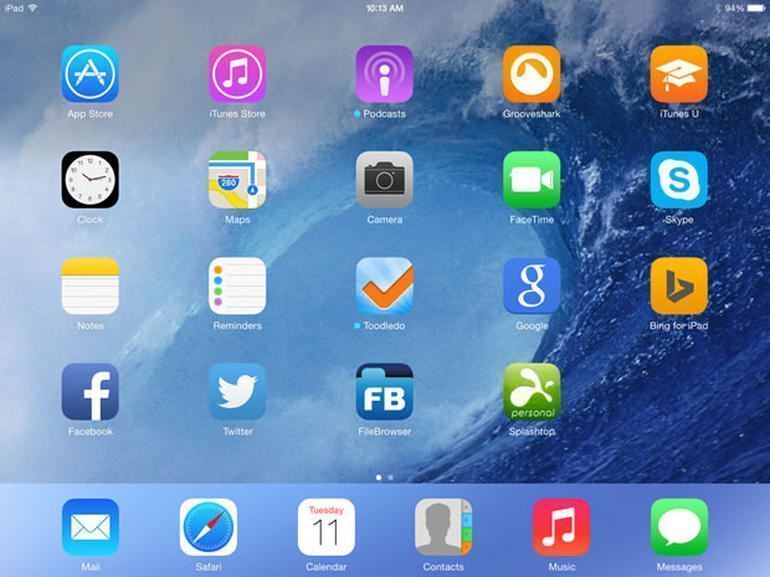 iPad 10:13 AM 94%
App Store iTunes Store Podcasts Grooveshark iTunes U
280
Clock Maps Camera FaceTime Skype
S
g
Notes Reminders Toodledo Google Bing for iPad
f FB personal
Facebook Twitter FileBrowser Splashtop
Tuesday
11
Mail Safari Calendar Contacts Music Messages